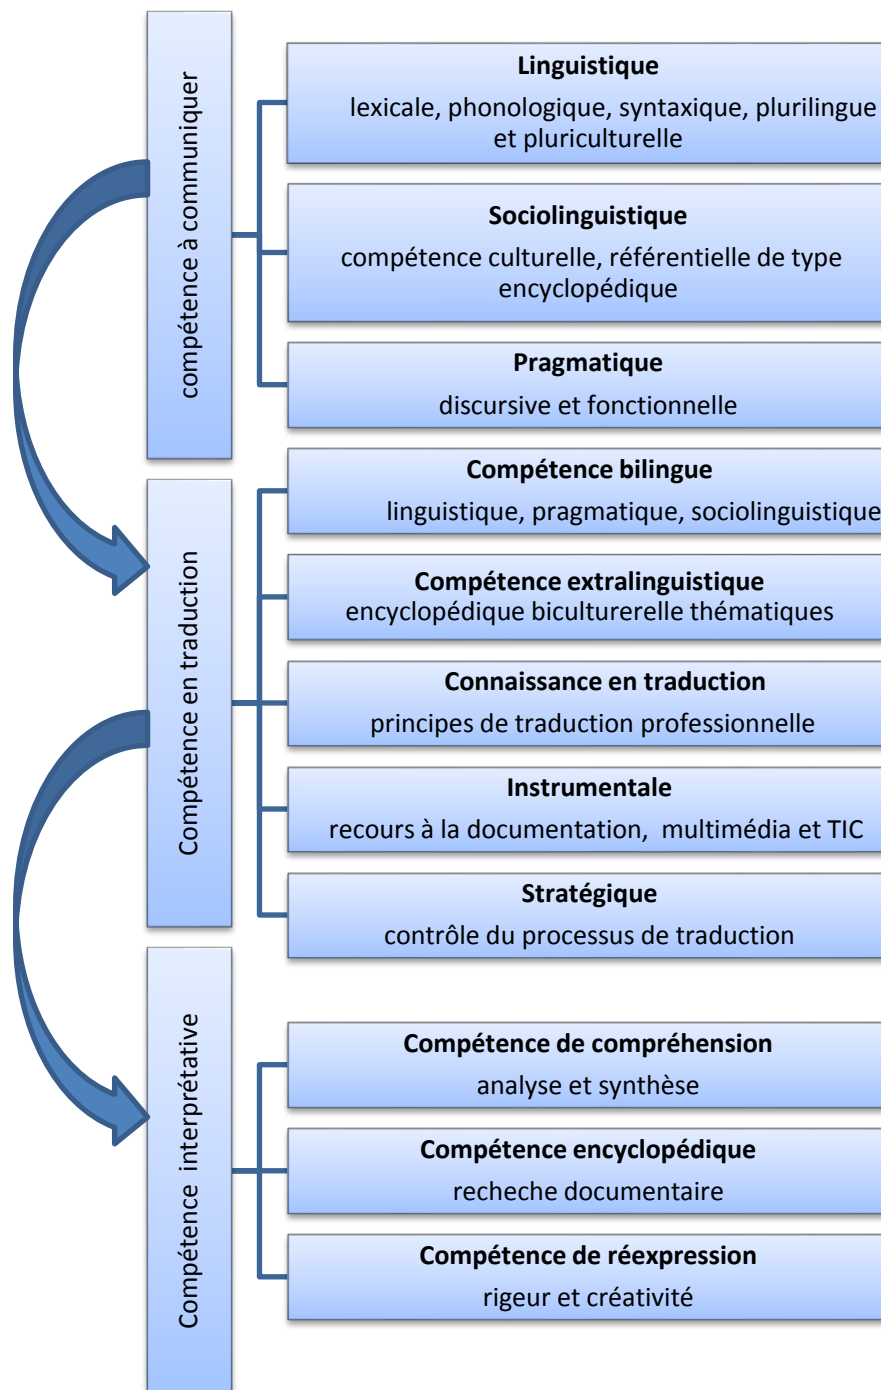 compétence à communiquer
Linguistique
lexicale, phonologique, syntaxique, plurilingue
et pluriculturelle
Sociolinguistique
compétence culturelle, référentielle de type
encyclopédique
Pragmatique
discursive et fonctionnelle
Compétence en traduction
Compétence bilingue
linguistique, pragmatique, sociolinguistique
Compétence extralinguistique
encyclopédique biculturerelle thématiques
Connaissance en traduction
principes de traduction professionnelle
Instrumentale
recours à la documentation, multimédia et TIC
Stratégique
contrôle du processus de traduction
Compétence interprétative
Compétence de compréhension
analyse et synthèse
Compétence encyclopédique
recheche documentaire
Compétence de réexpression
rigeur et créativité